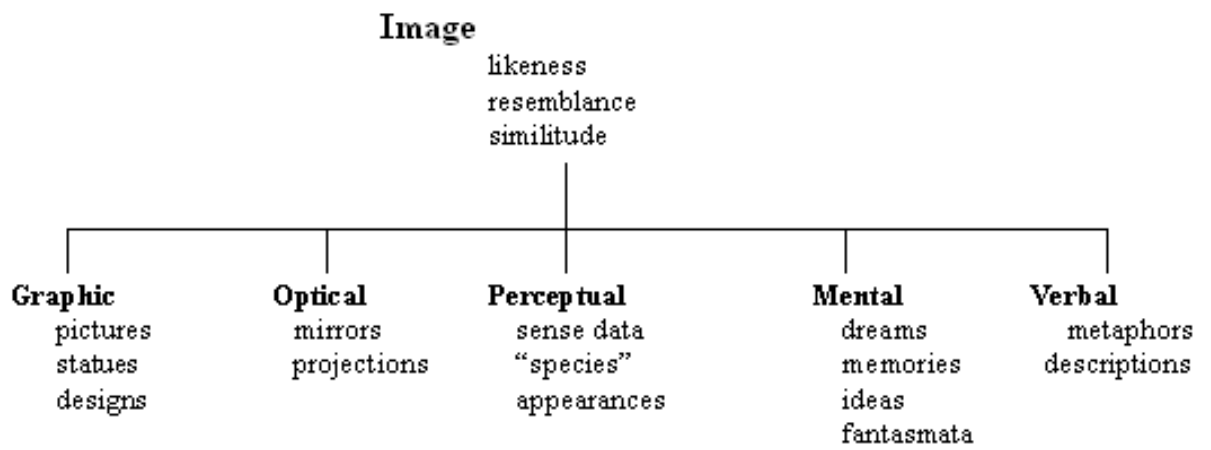 Image
likeness
resemblance
similitude
Graphic
pictures
statues
designs
Optical
mirrors
projections
Perceptual
sense data
“species”
appearances
Mental
dreams
memories
ideas
fantasmata
Verbal
metaphors
descriptions